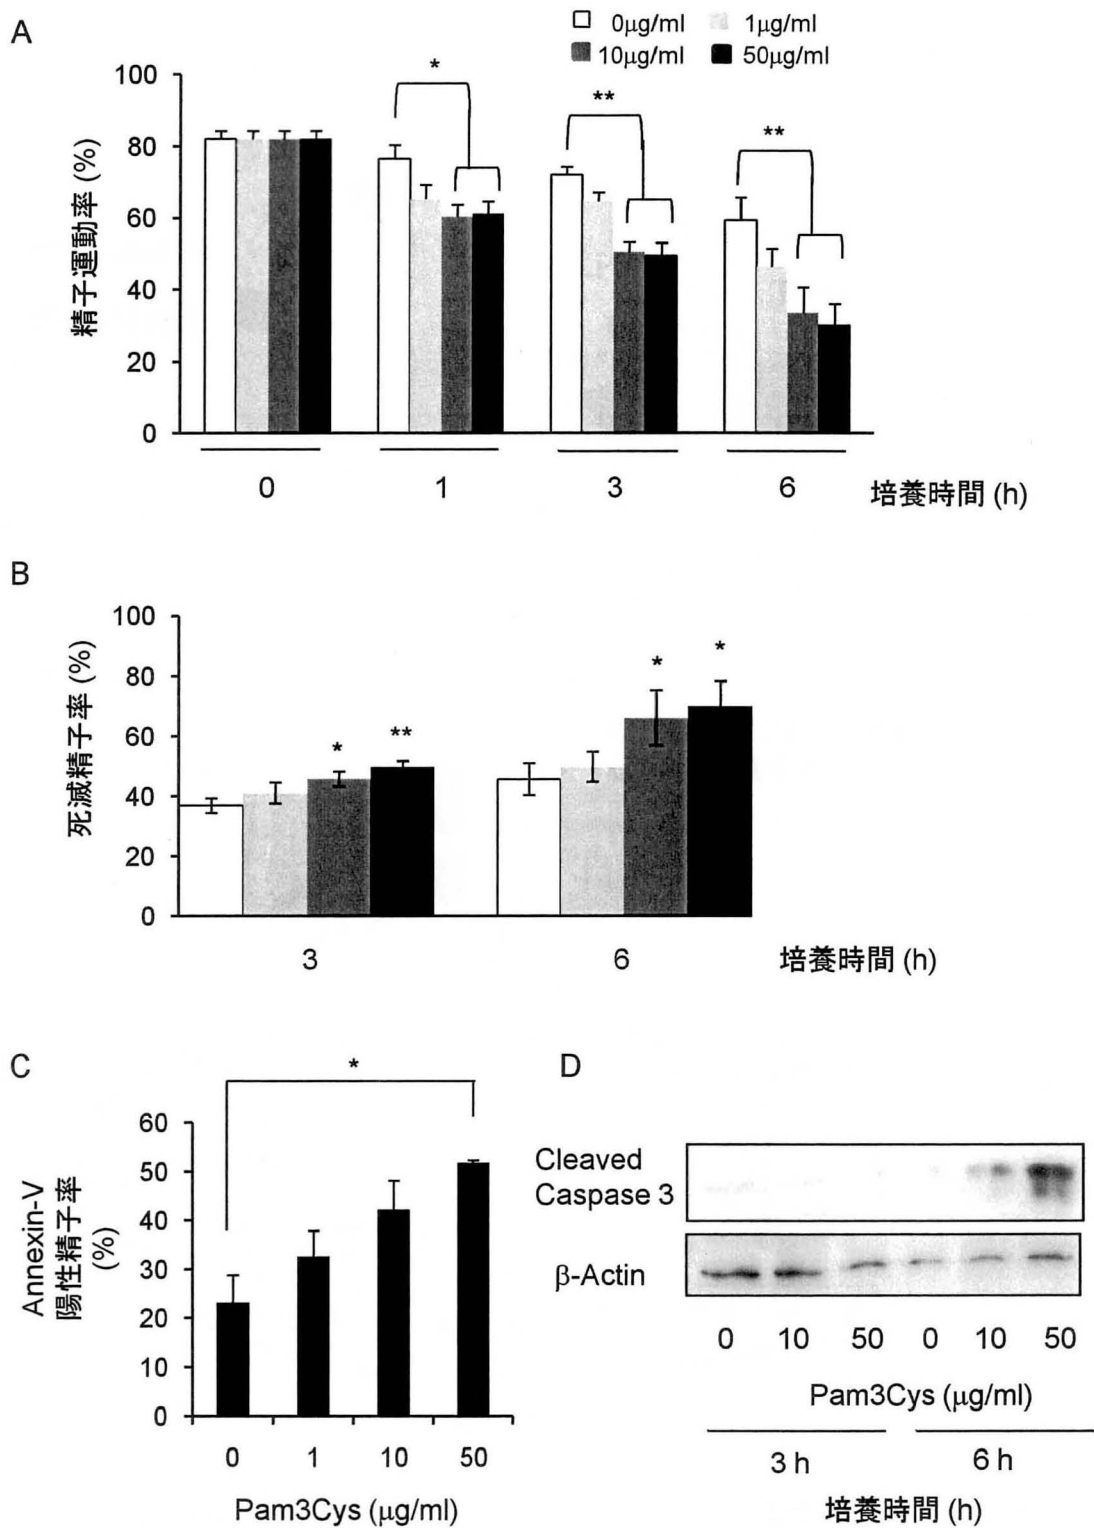 A
0μg/ml 1μg/ml
10μg/ml 50μg/ml
精子運動率 (%)
100
80
60
40
20
0
*
**
**
0 1 3 6
培養時間 (h)
B
死滅精子率 (%)
100
80
60
40
20
0
* ** * *
3 6
培養時間 (h)
C
*
Annexin-V
陽性精子率
(%)
60
50
40
30
20
10
0
0 1 10 50
Pam3Cys (μg/ml)
D
Cleaved
Caspase 3
β-Actin
0 10 50 0 10 50
Pam3Cys (μg/ml)
3 h 6 h
培養時間 (h)